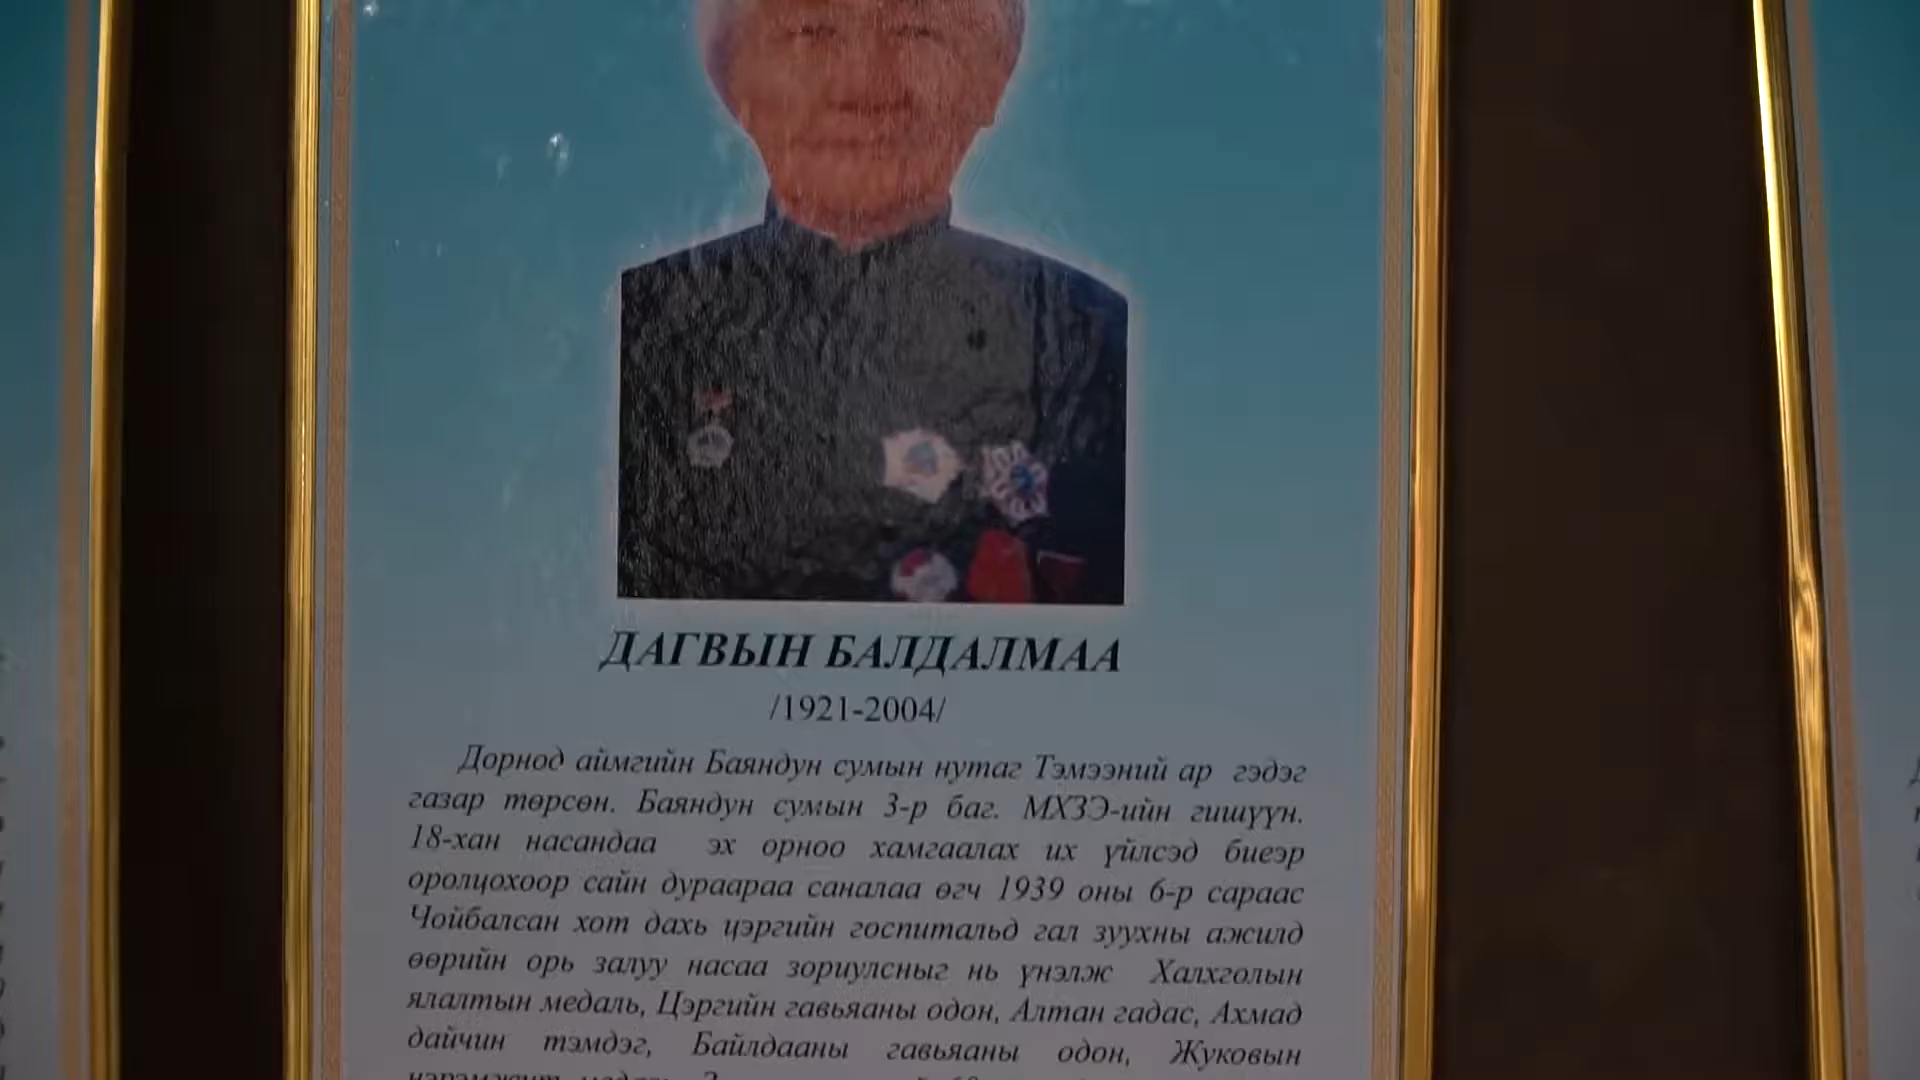 ДАГВЫН БАЛДАЛМАА
/1921-2004/
Дорнод аймгийн Баяндун сумын нутаг Тэмээний ар гэдэг
газар төрсөн. Баяндун сумын 3-р баг. МХЗЭ-ийн гишүүн.
18-хан насандаа эх орноо хамгаалах их үйлсэд биеэр
оролцохоор сайн дураараа саналаа өгч 1939 оны 6-р сараас
Чойбалсан хот дахь цэргийн госпитальд гал зуухны ажилд
өөрийн орь залуу насаа зориулсныг нь үнэлж Халхголын
ялалтын медаль, Цэргийн гавьяаны одон, Алтан гадас, Ахмад
дайчин тэмдэг, Байлдааны гавьяаны одон, Жуковын